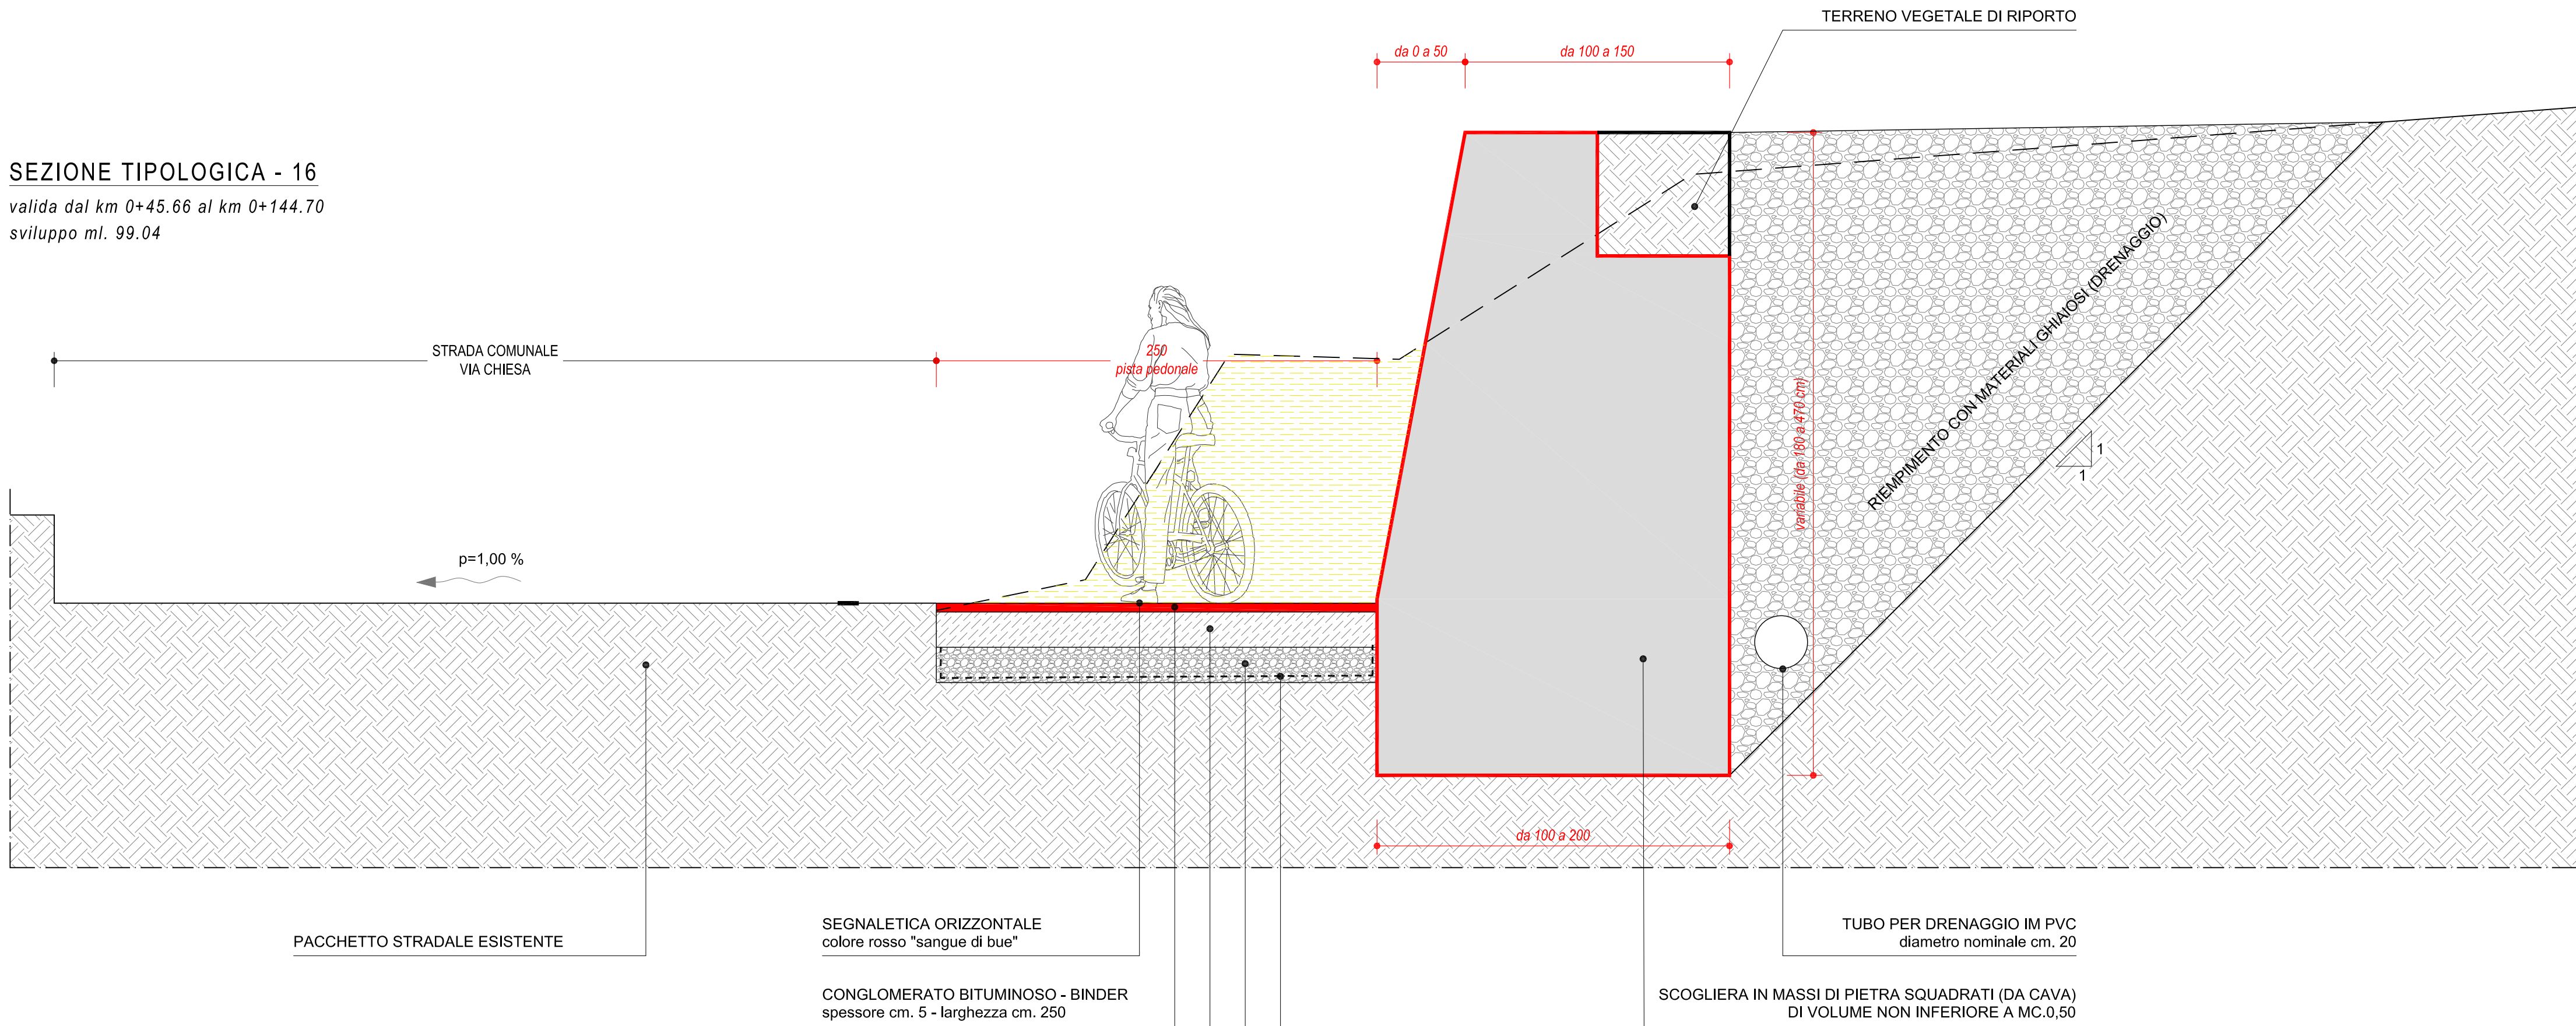 TERRENO VEGETALE DI RIPORTO
da 0 a 50
da 100 a 150
SEZIONE TIPOLOGICA - 16
valida dal km 0+45.66 al km 0+144.70
sviluppo ml. 99.04
STRADA COMUNALE
VIA CHIESA
250
pista pedonale
variabile (da 160 a 470 cm)
RIEMPIMENTO CON MATERIALI GHIAIOSI (DRENAGGIO)
1
1
p=1,00 %
da 100 a 200
PACCHETTO STRADALE ESISTENTE
SEGNALETICA ORIZZONTALE
colore rosso "sangue di bue"
TUBO PER DRENAGGIO IM PVC
diametro nominale cm. 20
CONGLOMERATO BITUMINOSO - BINDER
spessore cm. 5 - larghezza cm. 250
SCOGLIERA IN MASSI DI PIETRA SQUADRATI (DA CAVA)
DI VOLUME NON INFERIORE A MC.0,50